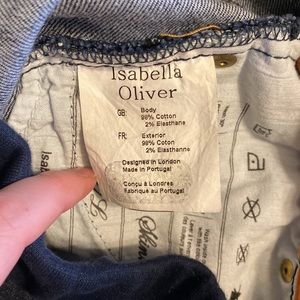 Isabella
Oliver
GB: Body
98% Cotton
2% Elasthane
FR: Exterior
98% Cotton
2% Elasthanne
Designed in London
Made in Portugal
Conçu à Londres
Fabriqué au Portugal